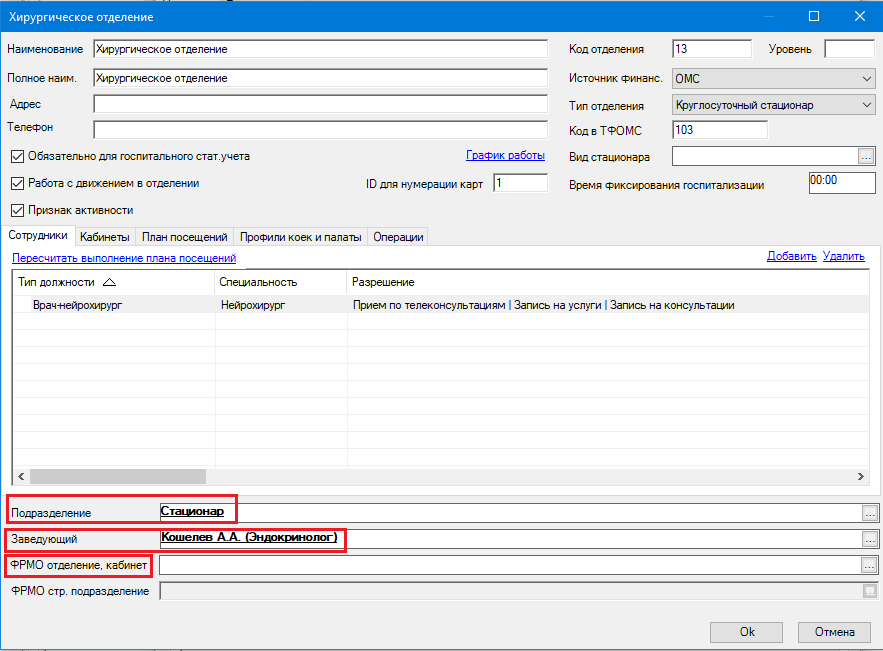 Хирургическое отделение
Наименование Хирургическое отделение Код отделения 13 Уровень
Полное наим. Хирургическое отделение Источник финанс. ОМС
Адрес Тип отделения Круглосуточный стационар
Телефон Код в ТФОМС 103
Обязательно для госпитального стат.учета График работы Вид стационара ...
Работа с движением в отделении ID для нумерации карт 1 Время фиксирования госпитализации 00:00
Признак активности
Сотрудники Кабинеты План посещений Профили коек и палаты Операции
Пересчитать выполнение плана посещений Добавить Удалить
Тип должности Специальность Разрешение
Врач-нейрохирург Нейрохирург Прием по телеконсультациям | Запись на услуги | Запись на консультации
Подразделение Стационар ...
Заведующий Кошелев А.А. (Эндокринолог) ...
ФРМО отделение, кабинет ...
ФРМО стр. подразделение
Ok Отмена